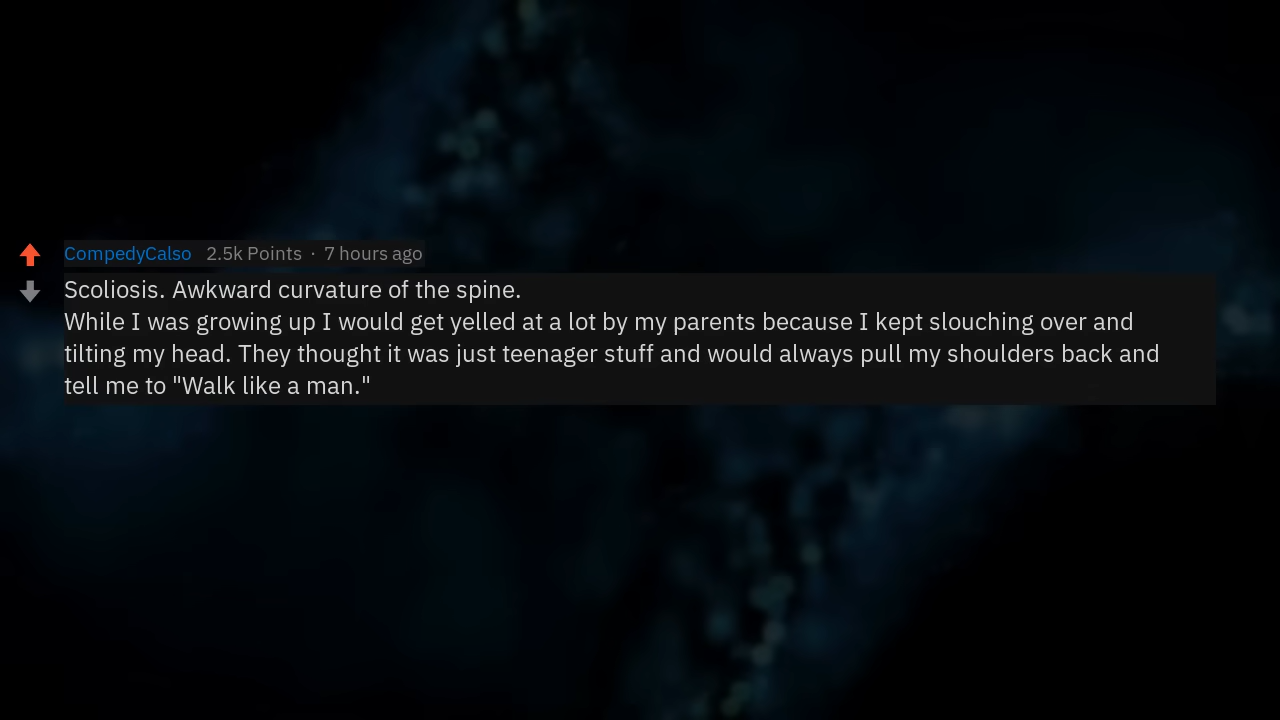 CompedyCalso 2.5k Points · 7 hours ago
Scoliosis. Awkward curvature of the spine.
While I was growing up I would get yelled at a lot by my parents because I kept slouching over and
tilting my head. They thought it was just teenager stuff and would always pull my shoulders back and
tell me to "Walk like a man."